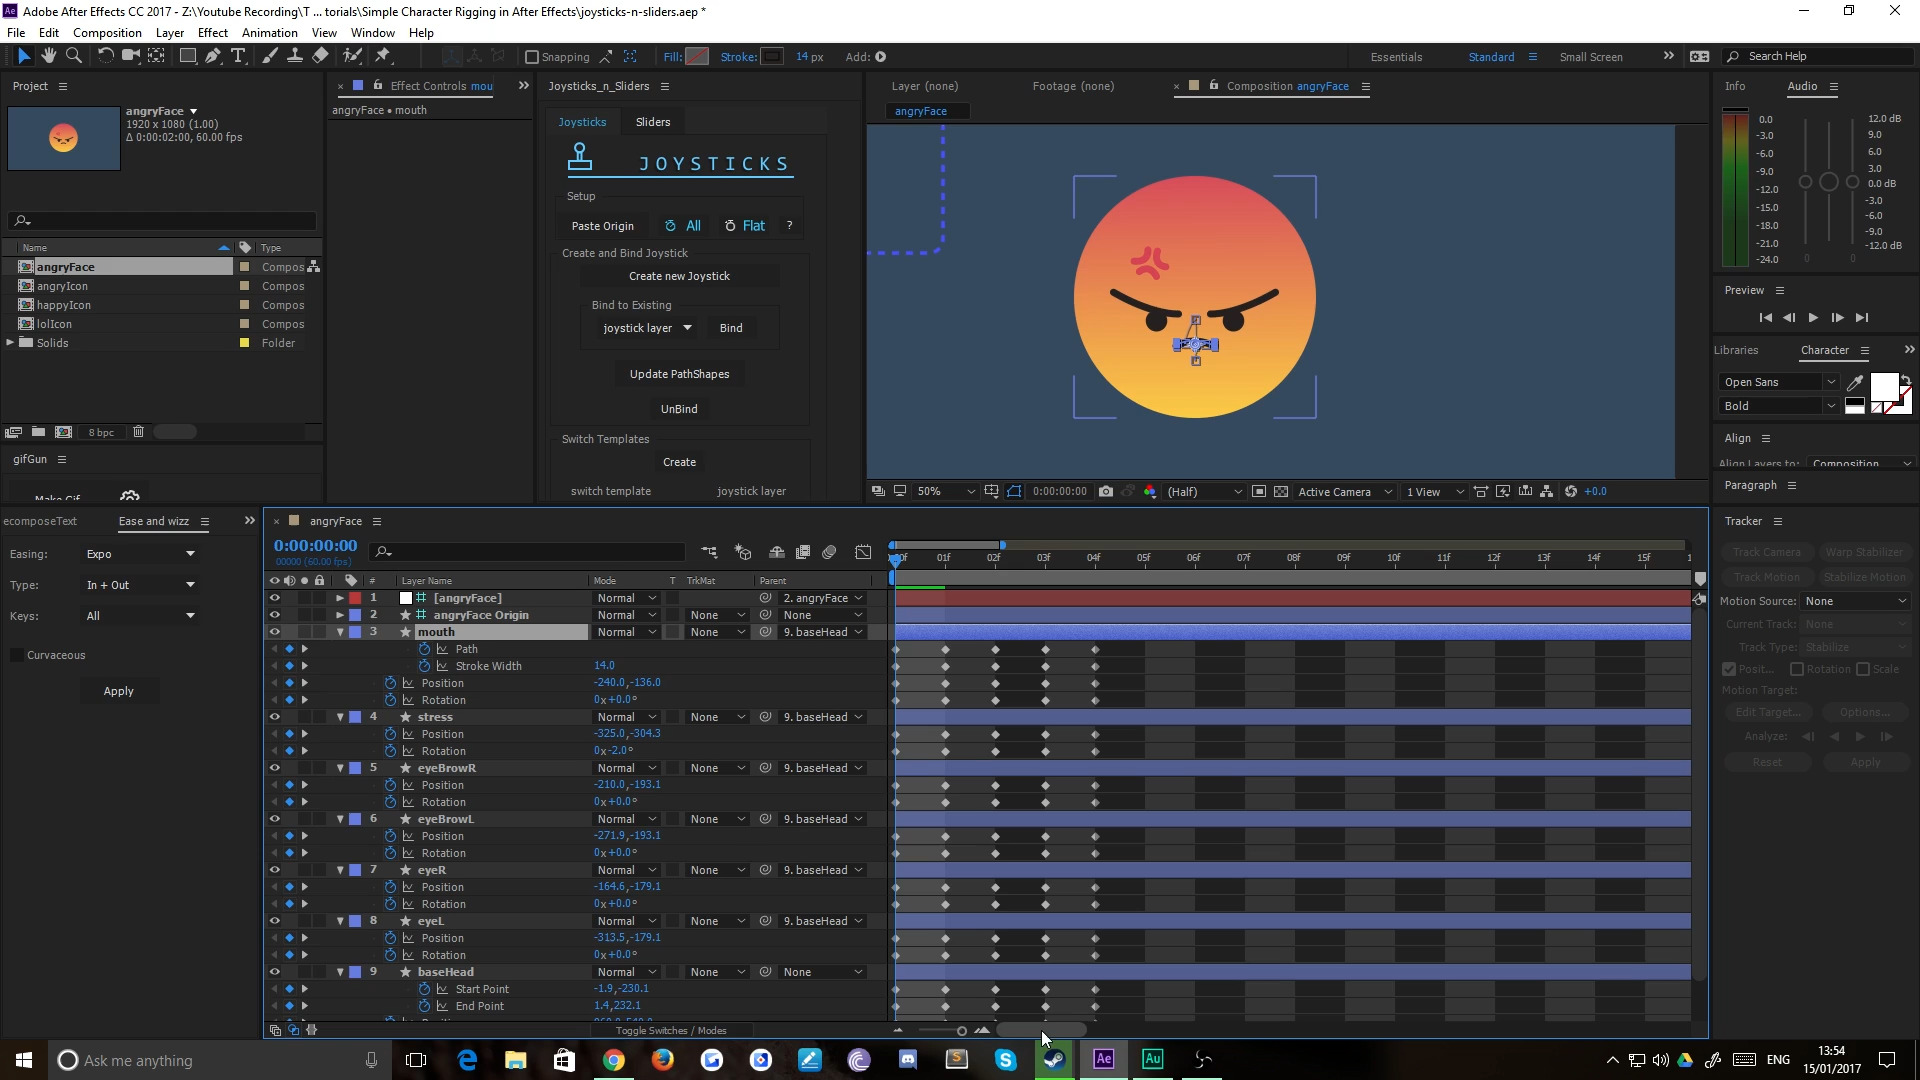 Adobe After Effects CC 2017 - Z:\Youtube Recording\T ... torials\Simple Character Rigging in After Effects\joysticks-n-sliders.aep *
File Edit Composition Layer Effect Animation View Window Help
Snapping Fill: Stroke: 14 px Add: Essentials Standard Small Screen Search Help
Project
angryFace
1920 x 1080 (1.00)
Δ 0:00:02:00, 60.00 fps)
Name Type
angryFace Compos
angryIcon Compos
happyIcon Compos
lolIcon Compos
Solids Folder
8 bpc
gifGun
Make Gif
Effect Controls mou
angryFace • mouth
Joysticks_n_Sliders
Joysticks Sliders
JOYSTICKS
Setup
Paste Origin All Flat ?
Create and Bind Joystick
Create new Joystick
Bind to Existing
joystick layer Bind
Update PathShapes
UnBind
Switch Templates
Create
switch template joystick layer
Layer (none) Footage (none) Composition angryFace
angryFace
50% 0:00:00:00 (Half) Active Camera 1 View +0.0
Info Audio
0.0 12.0 dB
-3.0 9.0
-6.0 6.0
-9.0 3.0
-12.0 0.0 dB
-15.0 -3.0
-18.0 -6.0
-21.0 -9.0
-24.0 0 0 -12.0 dB
Preview
Libraries Character
Open Sans
Bold
Align
Align Layers to: Composition
Paragraph
Tracker
Track Camera Warp Stabilizer
Track Motion Stabilize Motion
Motion Source: None
Current Track: None
Track Type: Stabilize
Posit... Rotation Scale
Motion Target:
Edit Target... Options...
Analyze:
Reset Apply
ecomposeText Ease and wizz
Easing: Expo
Type: In + Out
Keys: All
Curvaceous
Apply
angryFace
0:00:00:00
00000 (60.00 fps)
01f 02f 03f 04f 05f 06f 07f 08f 09f 10f 11f 12f 13f 14f 15f
# Layer Name Mode T TrkMat Parent
1 [angryFace] Normal 2. angryFace
2 angryFace Origin Normal None None
3 mouth Normal None 9. baseHead
Path
Stroke Width 14.0
Position -240.0,-136.0
Rotation 0x+0.0°
4 stress Normal None 9. baseHead
Position -325.0,-304.3
Rotation 0x-2.0°
5 eyeBrowR Normal None 9. baseHead
Position -210.0,-193.1
Rotation 0x+0.0°
6 eyeBrowL Normal None 9. baseHead
Position -271.9,-193.1
Rotation 0x+0.0°
7 eyeR Normal None 9. baseHead
Position -164.6,-179.1
Rotation 0x+0.0°
8 eyeL Normal None 9. baseHead
Position -313.5,-179.1
Rotation 0x+0.0°
9 baseHead Normal None None
Start Point -1.9,-230.1
End Point 1.4,232.1
Toggle Switches / Modes
Ask me anything
ENG
13:54
15/01/2017